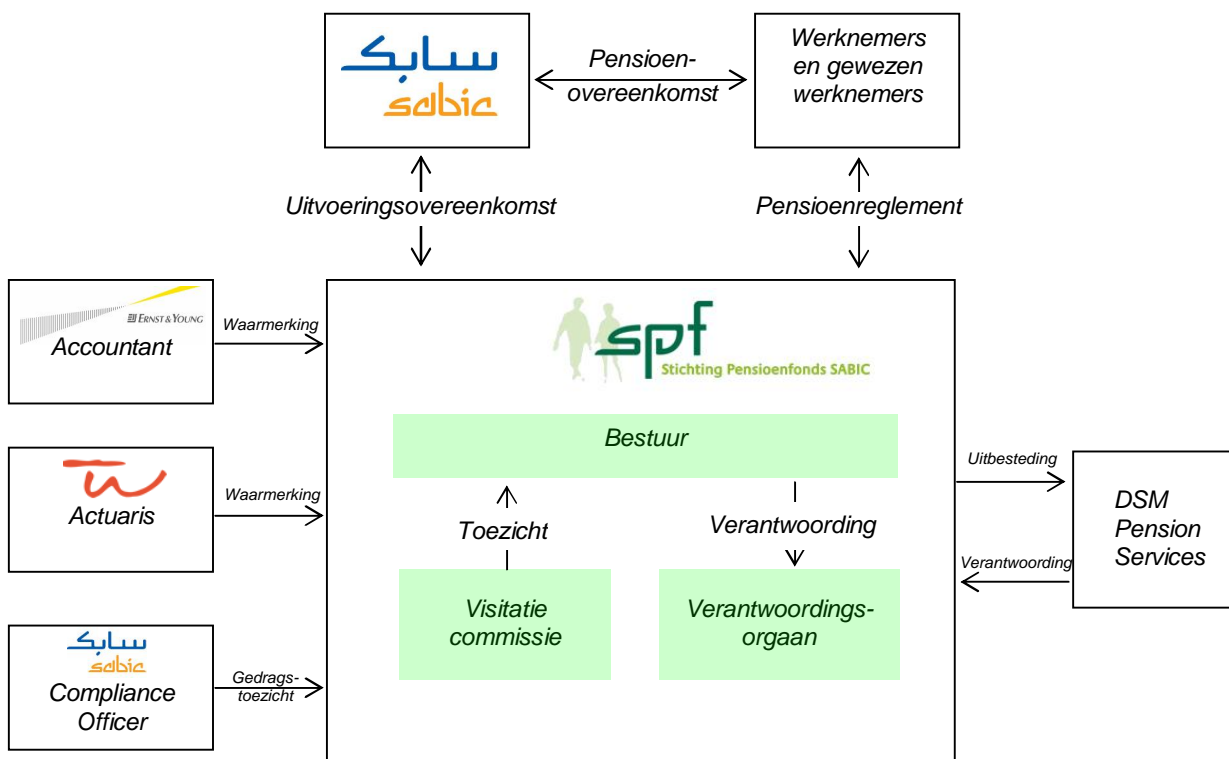 سابك
sabic
Pensioen-
overeenkomst
Werknemers
en gewezen
werknemers
Uitvoeringsovereenkomst
Pensioenreglement
ERNST & YOUNG
Accountant
Waarmerking
spf
Stichting Pensioenfonds SABIC
Bestuur
Actuaris
Waarmerking
Toezicht
Verantwoording
Uitbesteding
DSM
Pension
Services
Verantwoording
Visitatie
commissie
Verantwoordings-
orgaan
سابك
sabic
Compliance
Officer
Gedrags-
toezicht